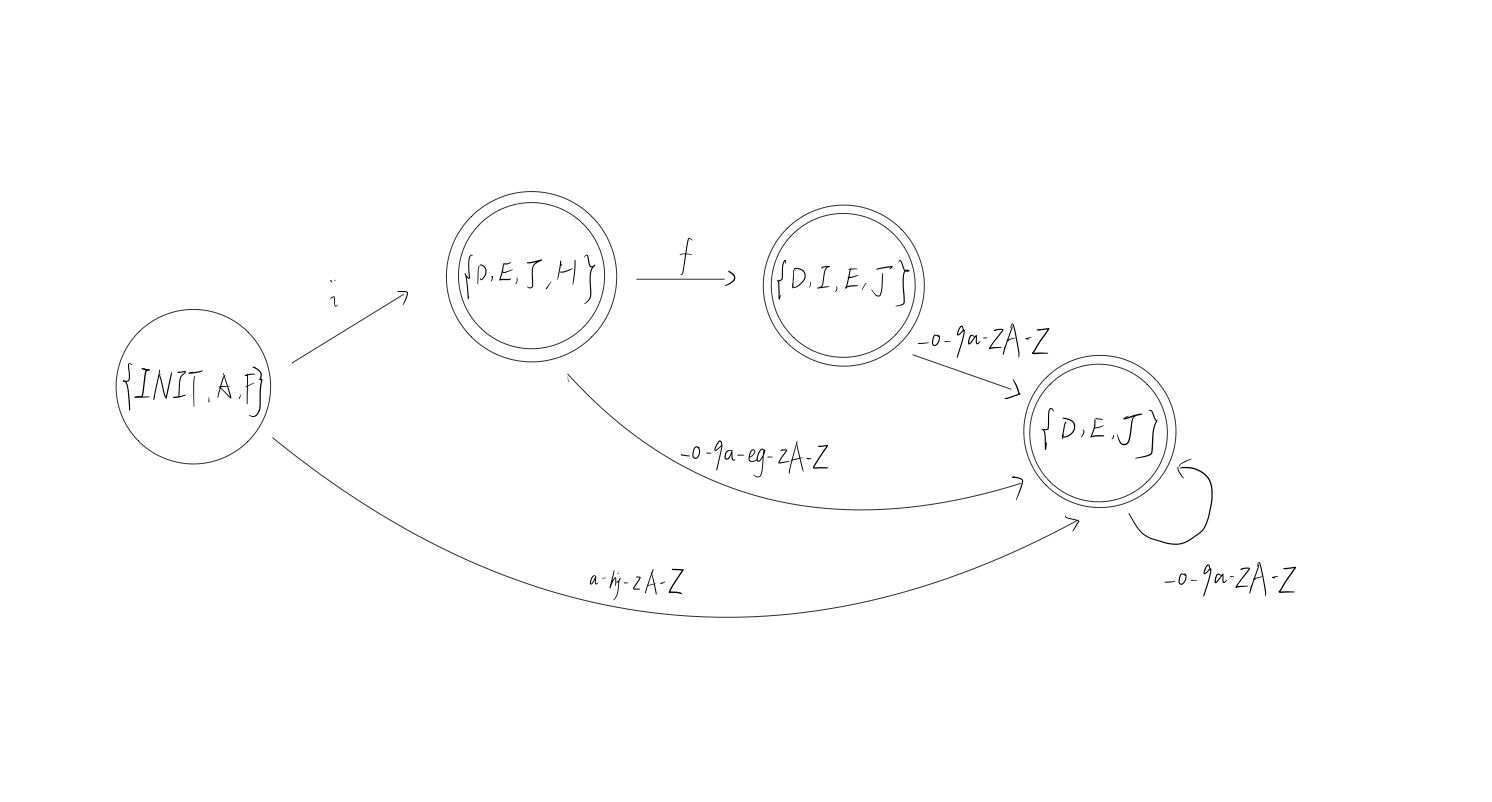 f
{D,E,J,H}
{D,I,E,J}
i
_0-9a-zA-Z
{INIT,A,F}
{D,E,J}
_0-9a-eg-zA-Z
a-hj-zA-Z
_0-9a-zA-Z